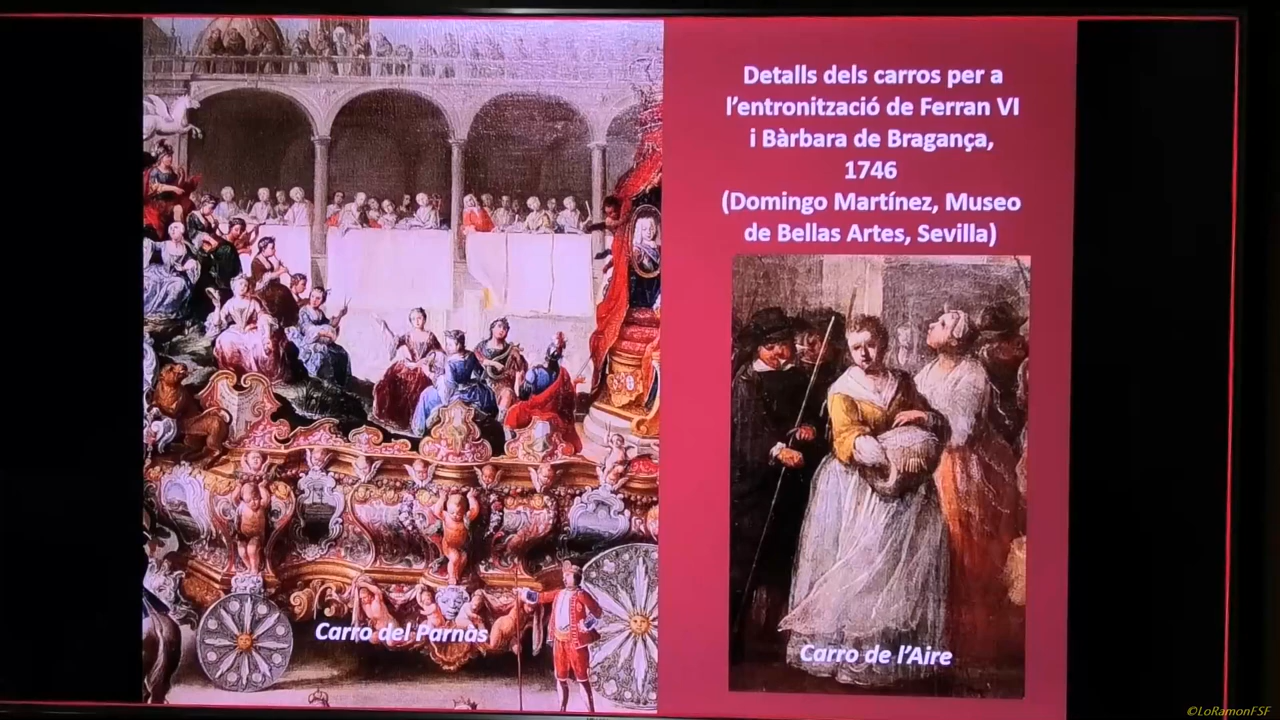 Detalls dels carros per a
l'entronització de Ferran VI
i Bàrbara de Bragança,
1746
(Domingo Martínez, Museo
de Bellas Artes, Sevilla)
Carro del Parnàs
Carro de l'Aire
©LoRamonFSF